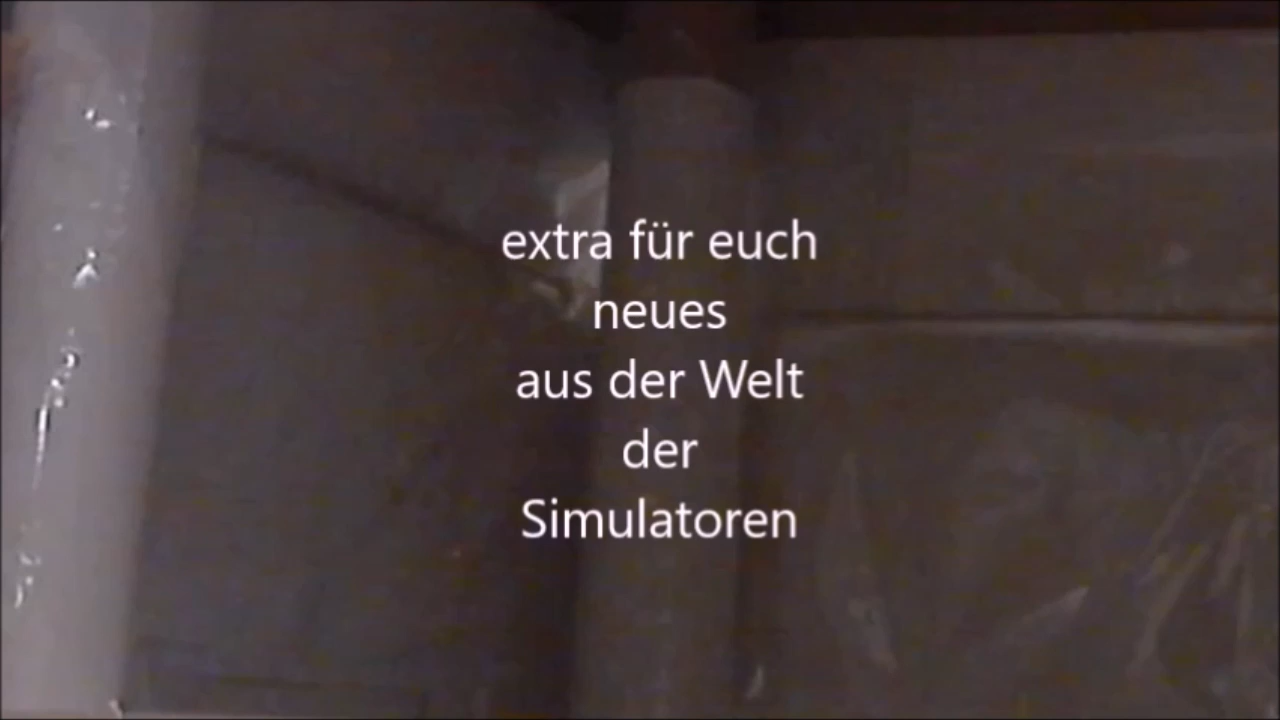 extra für euch
neues
aus der Welt
der
Simulatoren